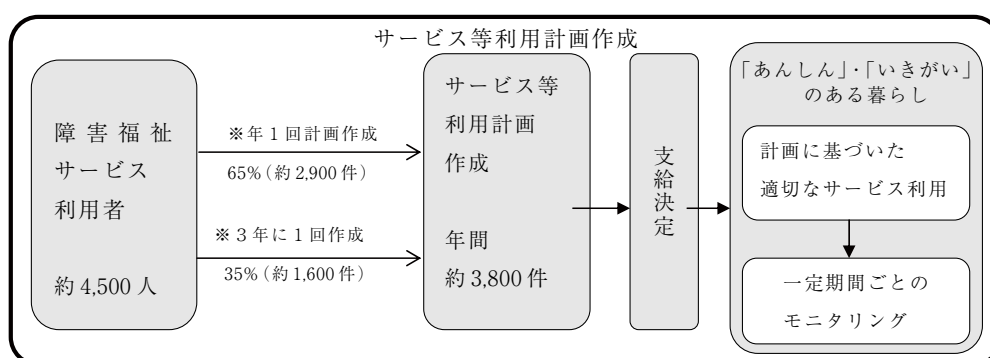 サービス等利用計画作成
障害福祉
サービス
利用者
約4,500人
※年1回計画作成
65%(約2,900件)
※3年に1回作成
35%(約1,600件)
サービス等
利用計画
作成
年間
約3,800件
支給決定
「あんしん」・「いきがい」
のある暮らし
計画に基づいた
適切なサービス利用
一定期間ごとの
モニタリング